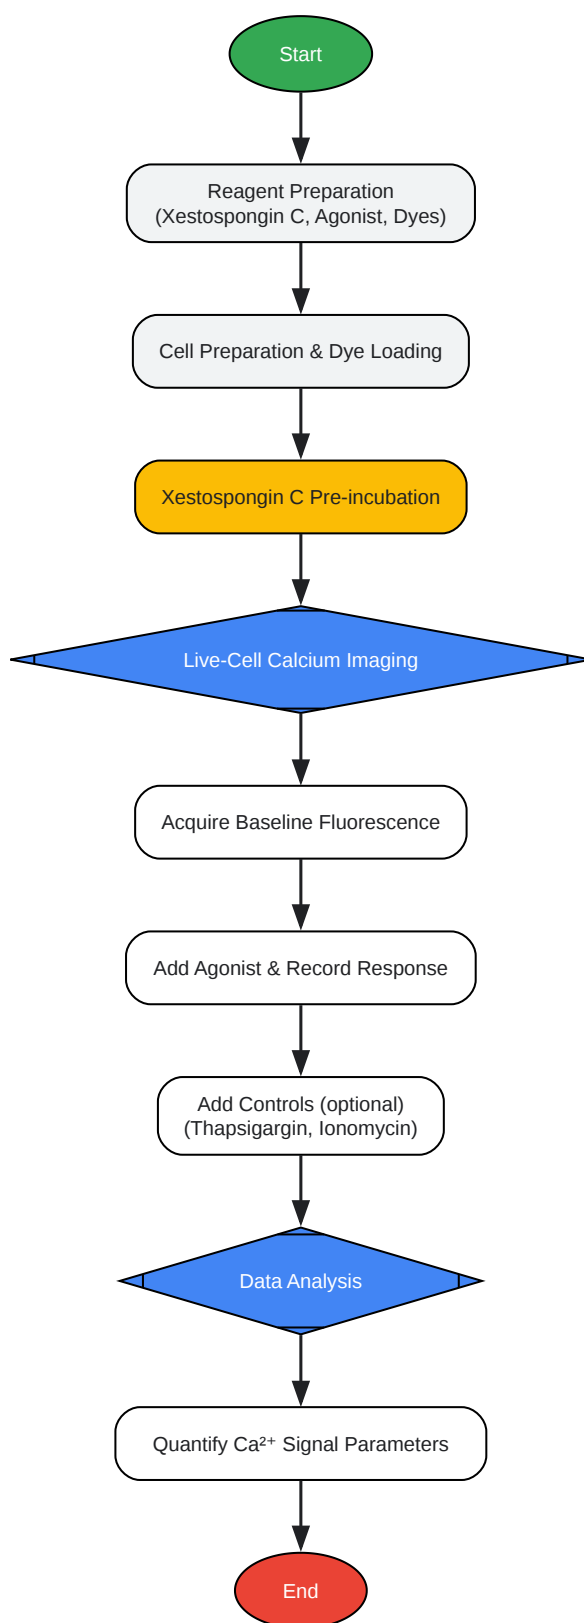 Start
Reagent Preparation
(Xestospongin C, Agonist, Dyes)
Cell Preparation & Dye Loading
Xestospongin C Pre-incubation
Live-Cell Calcium Imaging
Acquire Baseline Fluorescence
Add Agonist & Record Response
Add Controls (optional)
(Thapsigargin, Ionomycin)
Data Analysis
Quantify Ca²⁺ Signal Parameters
End